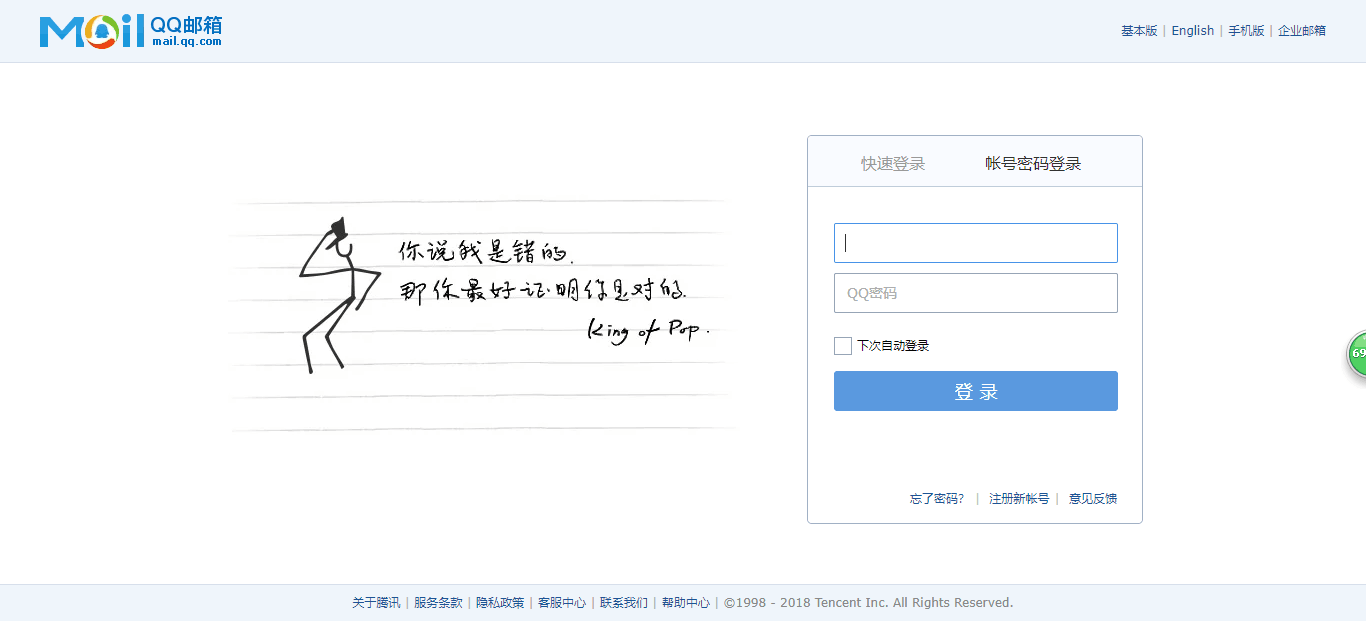 Mail QQ邮箱
mail.qq.com
基本版 | English | 手机版 | 企业邮箱
快速登录 帐号密码登录
你说我是错的.
那你最好证明你是对的.
King of Pop.
QQ密码
下次自动登录
登录
忘了密码? | 注册新帐号 | 意见反馈
69
关于腾讯 | 服务条款 | 隐私政策 | 客服中心 | 联系我们 | 帮助中心 | ©1998 - 2018 Tencent Inc. All Rights Reserved.